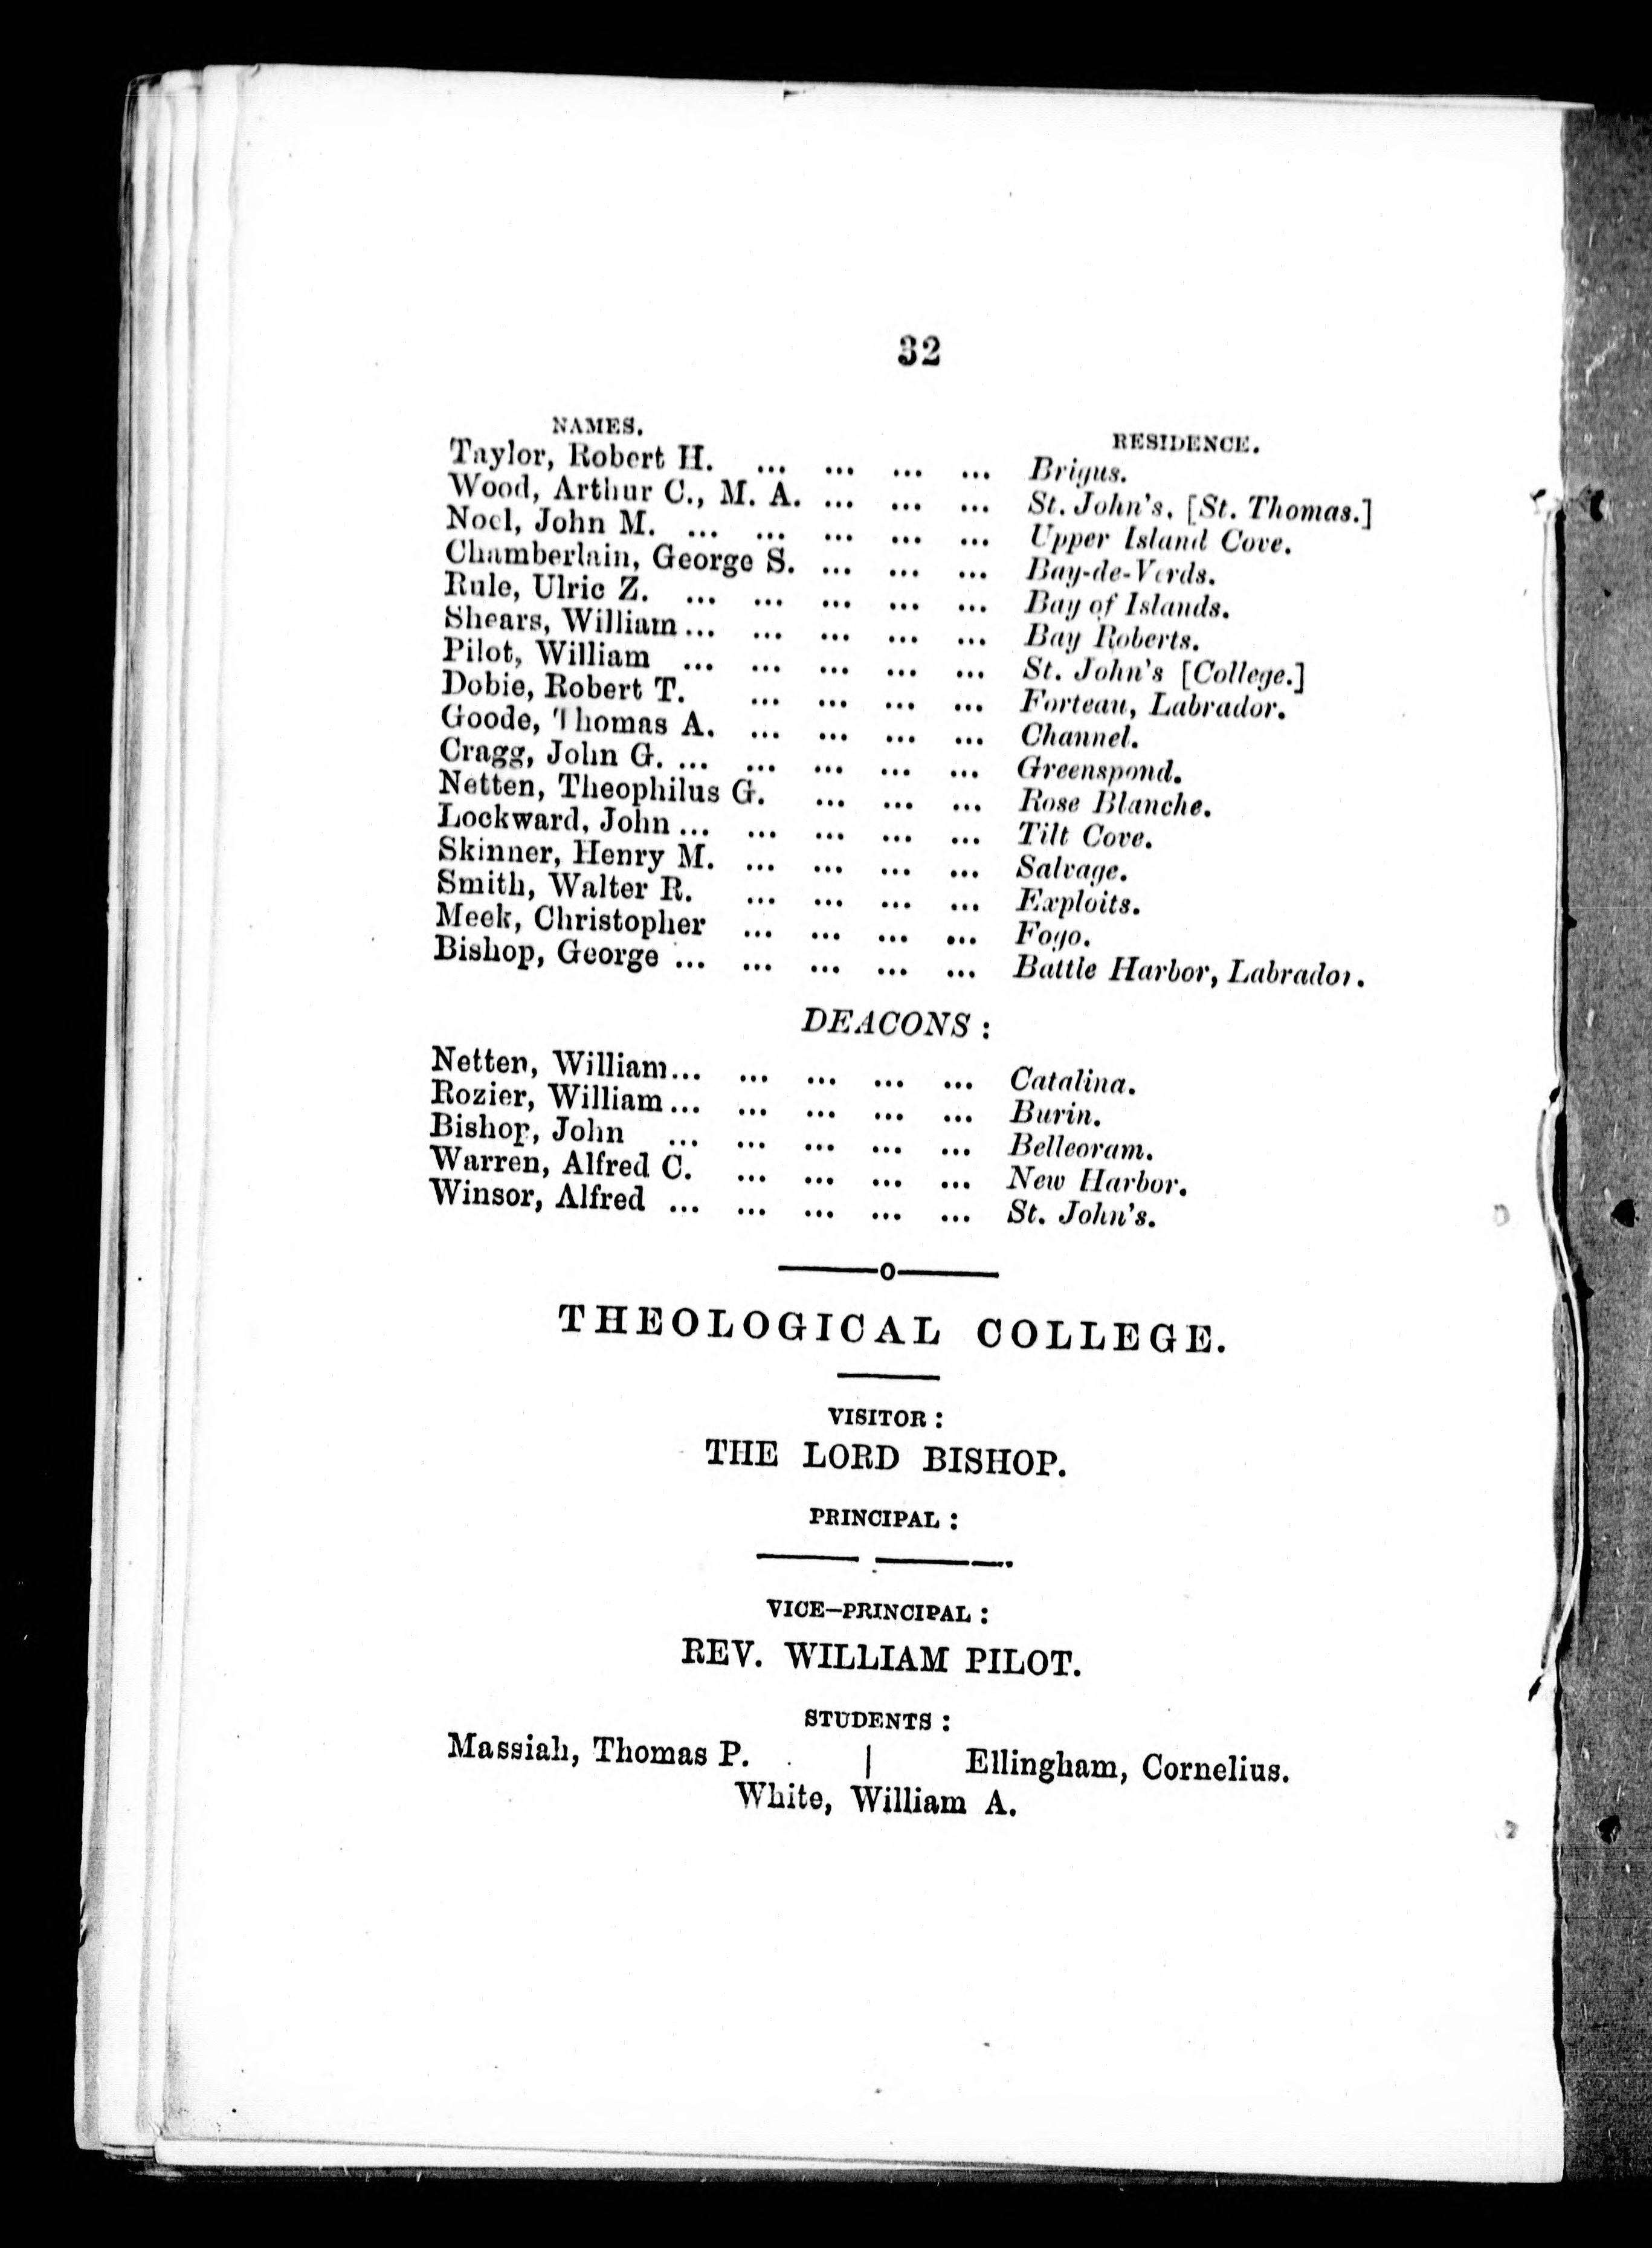 32
NAMES. RESIDENCE.
Taylor, Robert H. ... ... ... ... Brigus.
Wood, Arthur C., M. A. ... ... ... St. John's. [St. Thomas.]
Noel, John M. ... ... ... ... ... Upper Island Cove.
Chamberlain, George S. ... ... ... Bay-de-Verds.
Rule, Ulric Z. ... ... ... ... ... Bay of Islands.
Shears, William ... ... ... ... ... Bay Roberts.
Pilot, William ... ... ... ... ... St. John's [College.]
Dobie, Robert T. ... ... ... ... Forteau, Labrador.
Goode, Thomas A. ... ... ... ... Channel.
Cragg, John G. ... ... ... ... ... Greenspond.
Netten, Theophilus G. ... ... ... Rose Blanche.
Lockward, John ... ... ... ... ... Tilt Cove.
Skinner, Henry M. ... ... ... ... Salvage.
Smith, Walter R. ... ... ... ... Exploits.
Meek, Christopher ... ... ... ... Fogo.
Bishop, George ... ... ... ... ... Battle Harbor, Labrador.
DEACONS :
Netten, William ... ... ... ... ... Catalina.
Rozier, William ... ... ... ... ... Burin.
Bishop, John ... ... ... ... ... Belleoram.
Warren, Alfred C. ... ... ... ... New Harbor.
Winsor, Alfred ... ... ... ... ... St. John's.
THEOLOGICAL COLLEGE.
VISITOR :
THE LORD BISHOP.
PRINCIPAL :
VICE-PRINCIPAL :
REV. WILLIAM PILOT.
STUDENTS :
Massiah, Thomas P. | Ellingham, Cornelius.
White, William A.